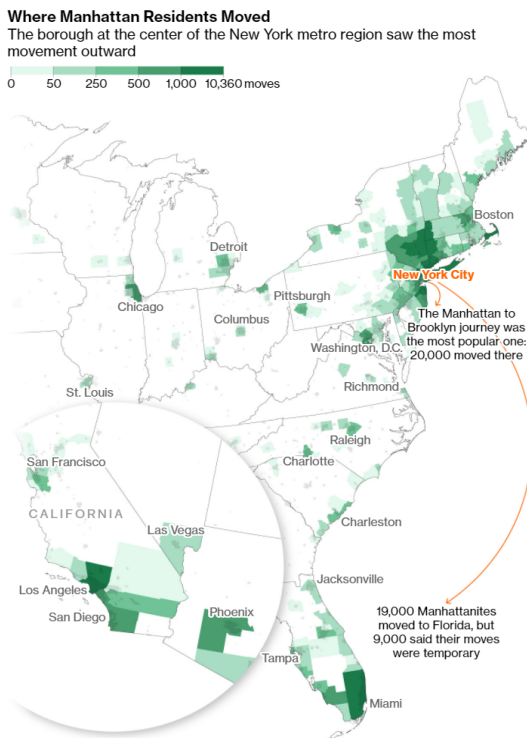 Where Manhattan Residents Moved
The borough at the center of the New York metro region saw the most
movement outward
0 50 250 500 1,000 10,360 moves
Boston
Detroit
New York City
Chicago
Pittsburgh
Columbus
The Manhattan to
Brooklyn journey was
the most popular one:
20,000 moved there
Washington, D.C.
Richmond
St. Louis
Raleigh
Charlotte
San Francisco
CALIFORNIA
Charleston
Las Vegas
Jacksonville
Los Angeles
San Diego
Phoenix
19,000 Manhattanites
moved to Florida, but
9,000 said their moves
were temporary
Tampa
Miami